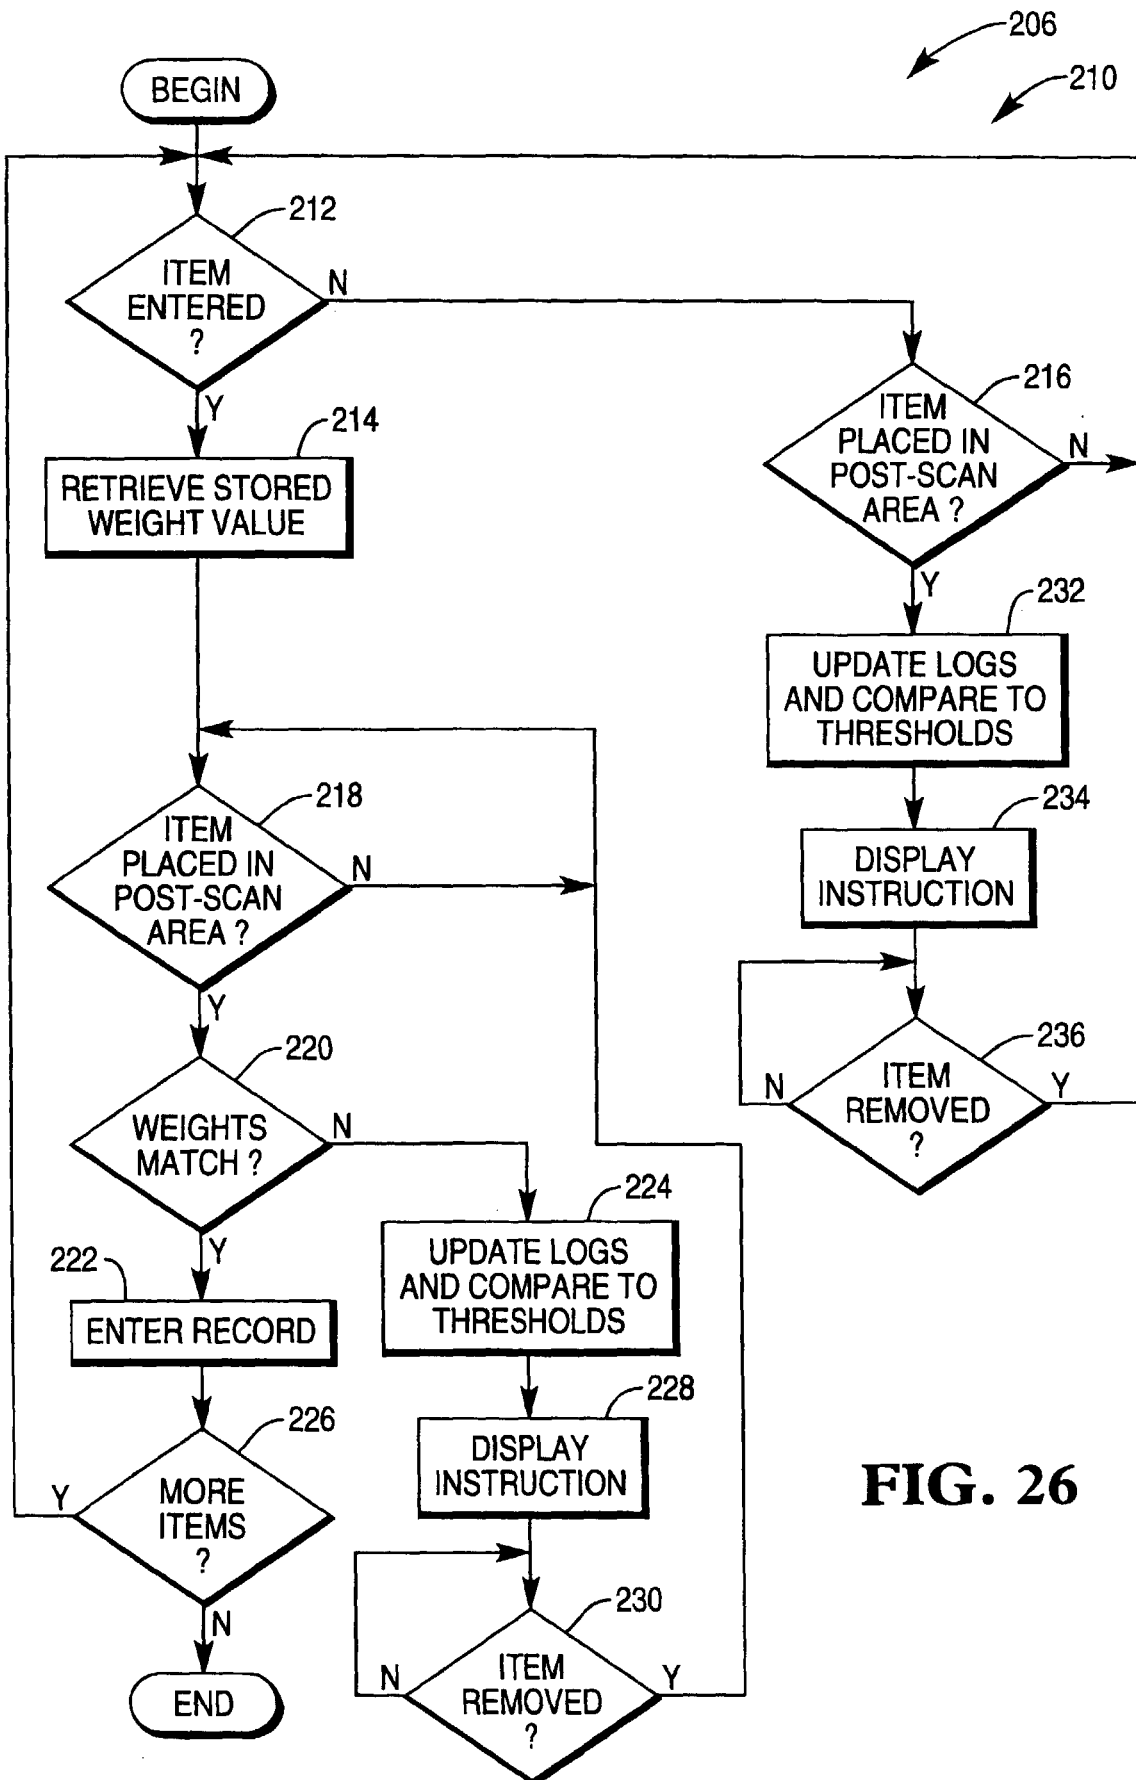 206
210
BEGIN
212
ITEM
ENTERED
?
N
Y
214
RETRIEVE STORED
WEIGHT VALUE
216
ITEM
PLACED IN
POST-SCAN
AREA ?
N
Y
232
UPDATE LOGS
AND COMPARE TO
THRESHOLDS
234
DISPLAY
INSTRUCTION
236
ITEM
REMOVED
?
N
Y
218
ITEM
PLACED IN
POST-SCAN
AREA ?
N
Y
220
WEIGHTS
MATCH ?
N
Y
222
ENTER RECORD
224
UPDATE LOGS
AND COMPARE TO
THRESHOLDS
226
MORE
ITEMS
?
Y
N
END
228
DISPLAY
INSTRUCTION
230
ITEM
REMOVED
?
N
Y
FIG. 26